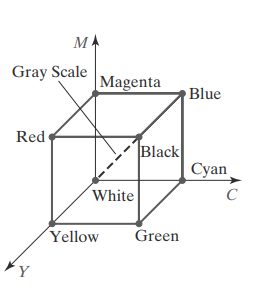 M
Gray Scale
Magenta
Blue
Red
Black
Cyan
White
C
Yellow
Green
Y